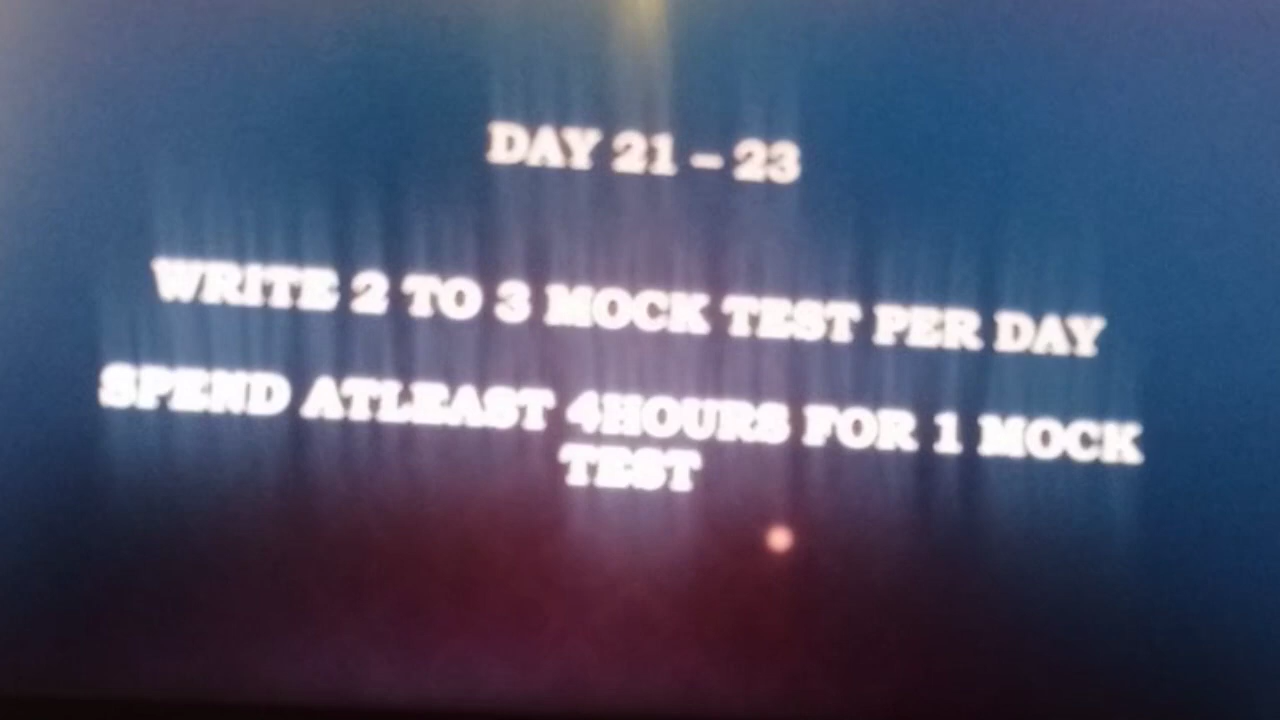 DAY 21 – 23
WRITE 2 TO 3 MOCK TEST PER DAY
SPEND ATLEAST 4HOURS FOR 1 MOCK
TEST